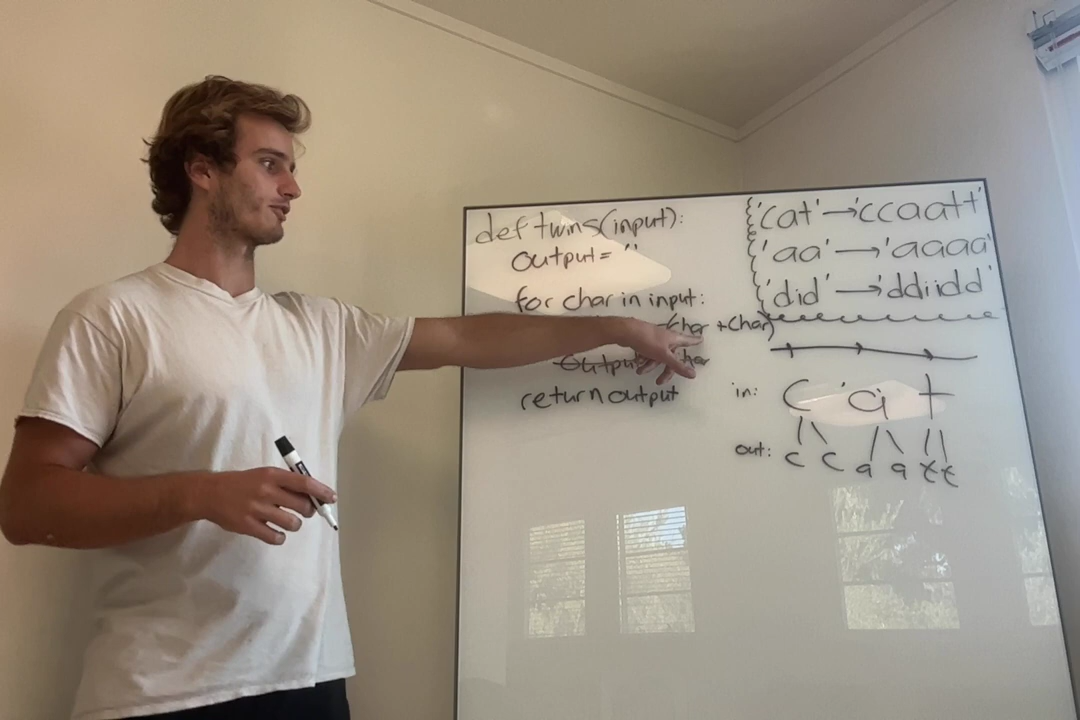 def twins(input):
output = ''
for char in input:
(char + char)
output
return output
'cat' → 'ccaatt'
'aa' → 'aaaa'
'did' → 'ddiidd'
in: c a t
out: c c a a t t